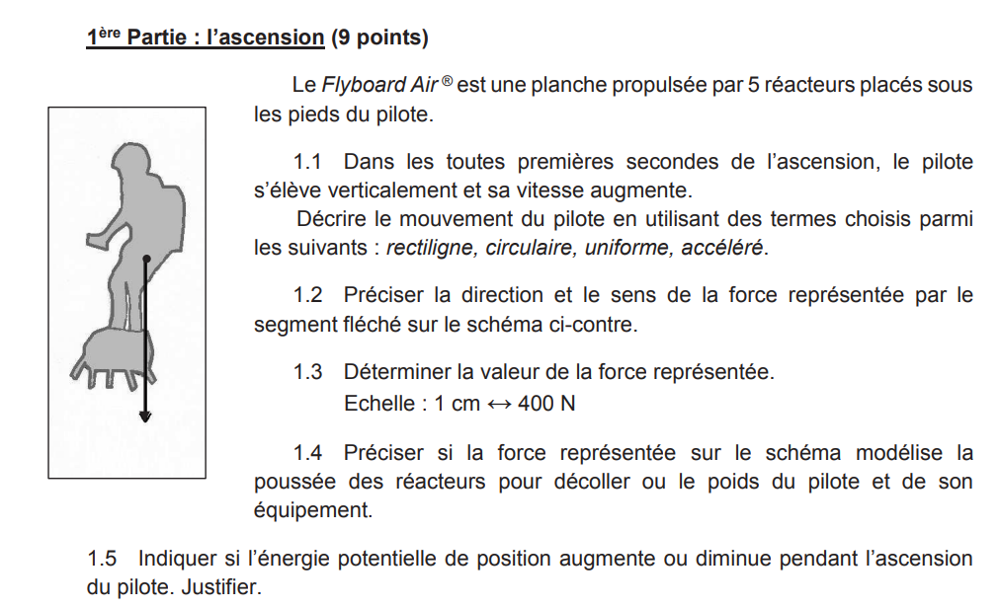 1ère Partie : l’ascension (9 points)
Le Flyboard Air ® est une planche propulsée par 5 réacteurs placés sous
les pieds du pilote.
1.1 Dans les toutes premières secondes de l’ascension, le pilote
s’élève verticalement et sa vitesse augmente.
Décrire le mouvement du pilote en utilisant des termes choisis parmi
les suivants : rectiligne, circulaire, uniforme, accéléré.
1.2 Préciser la direction et le sens de la force représentée par le
segment fléché sur le schéma ci-contre.
1.3 Déterminer la valeur de la force représentée.
Echelle : 1 cm ↔ 400 N
1.4 Préciser si la force représentée sur le schéma modélise la
poussée des réacteurs pour décoller ou le poids du pilote et de son
équipement.
1.5 Indiquer si l’énergie potentielle de position augmente ou diminue pendant l’ascension
du pilote. Justifier.